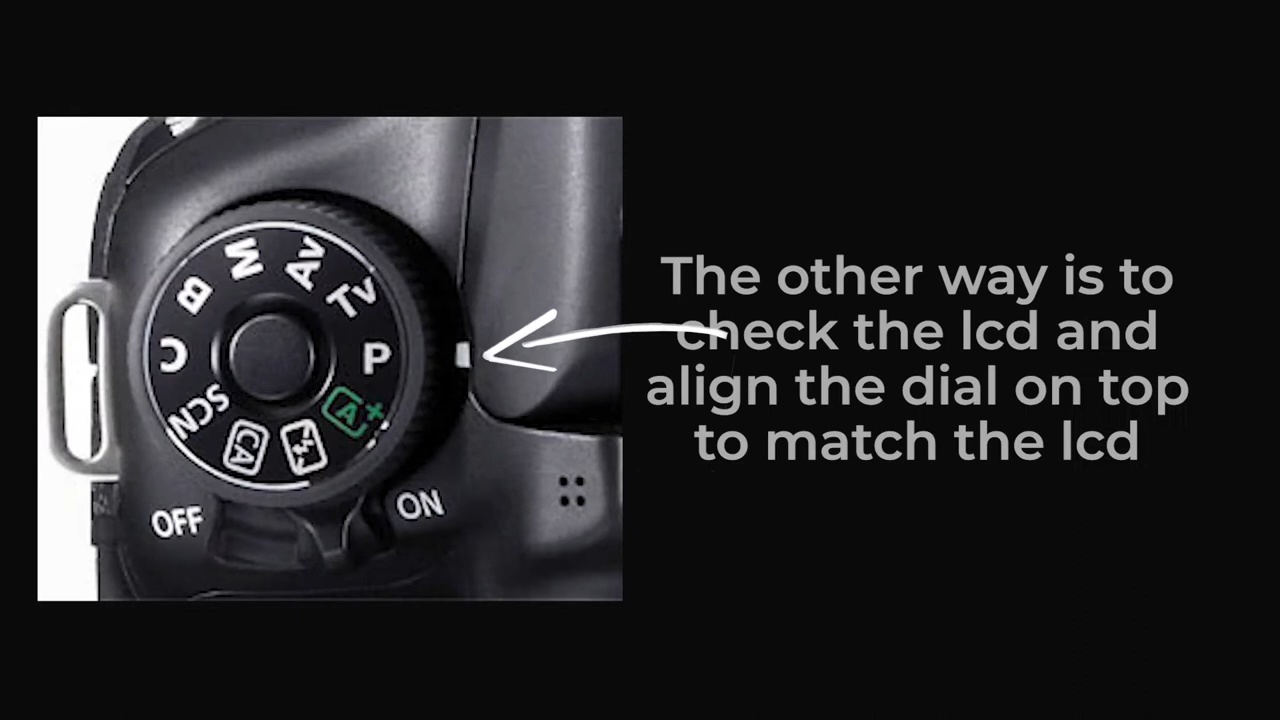 M
Av
Tv
B
P
C
SCN
A+
CA
OFF
ON
The other way is to
check the lcd and
align the dial on top
to match the lcd